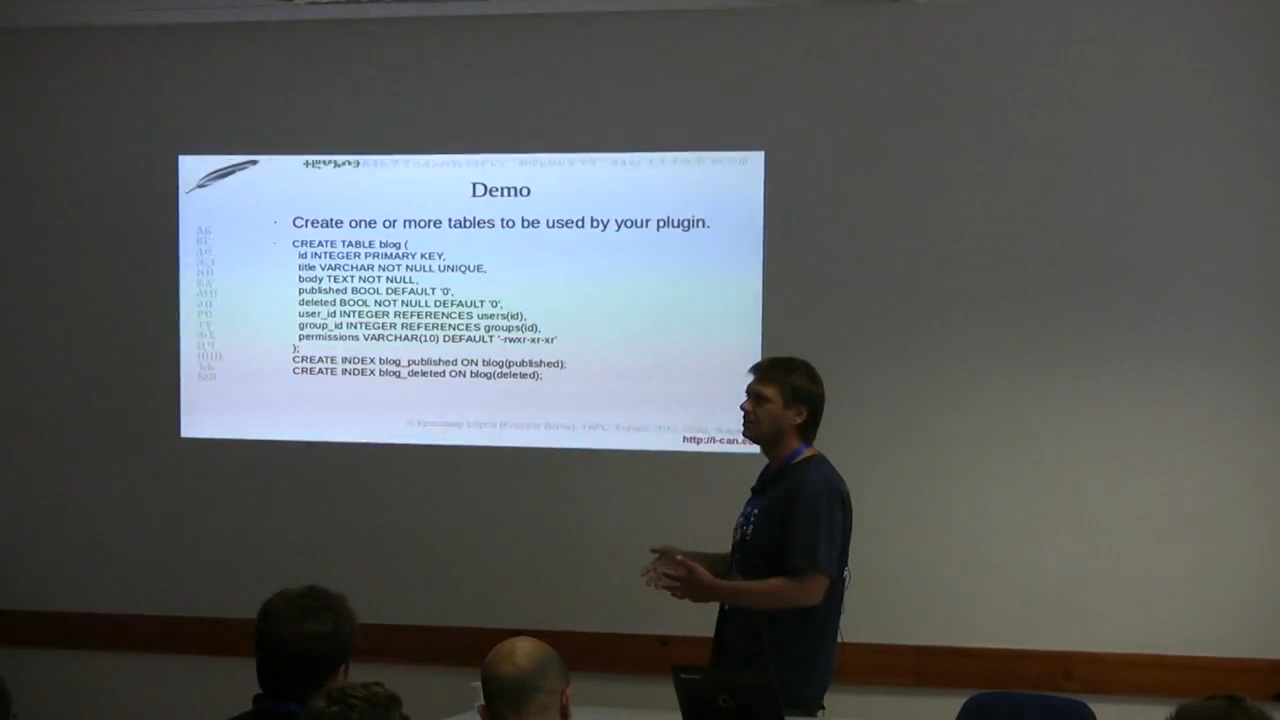 Demo
· Create one or more tables to be used by your plugin.
· CREATE TABLE blog (
id INTEGER PRIMARY KEY,
title VARCHAR NOT NULL UNIQUE,
body TEXT NOT NULL,
published BOOL DEFAULT '0',
deleted BOOL NOT NULL DEFAULT '0',
user_id INTEGER REFERENCES users(id),
group_id INTEGER REFERENCES groups(id),
permissions VARCHAR(10) DEFAULT '-rwxr-xr-xr'
);
CREATE INDEX blog_published ON blog(published);
CREATE INDEX blog_deleted ON blog(deleted);
http://i-can.e